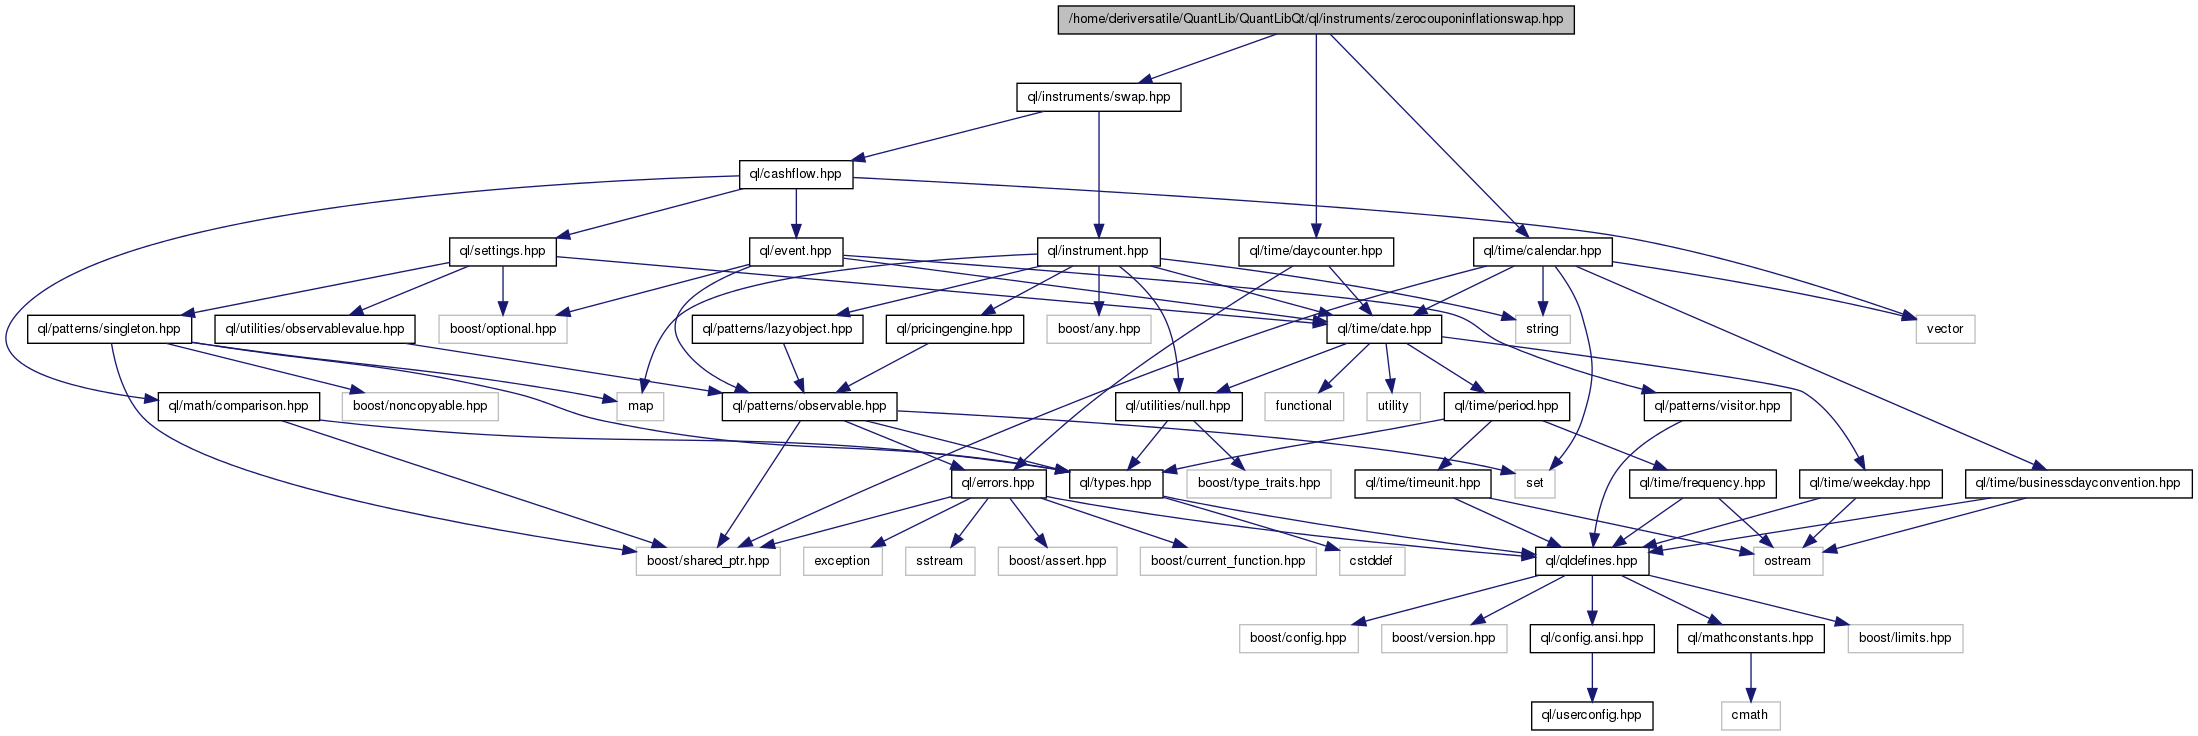 /home/deriversatile/QuantLib/QuantLibQt/ql/instruments/zerocouponinflationswap.hpp
ql/instruments/swap.hpp
ql/cashflow.hpp
ql/settings.hpp
ql/event.hpp
ql/instrument.hpp
ql/time/daycounter.hpp
ql/time/calendar.hpp
ql/patterns/singleton.hpp
ql/utilities/observablevalue.hpp
boost/optional.hpp
ql/patterns/lazyobject.hpp
ql/pricingengine.hpp
boost/any.hpp
ql/time/date.hpp
string
vector
ql/math/comparison.hpp
boost/noncopyable.hpp
map
ql/patterns/observable.hpp
ql/utilities/null.hpp
functional
utility
ql/time/period.hpp
ql/patterns/visitor.hpp
ql/errors.hpp
ql/types.hpp
boost/type_traits.hpp
ql/time/timeunit.hpp
set
ql/time/frequency.hpp
ql/time/weekday.hpp
ql/time/businessdayconvention.hpp
boost/shared_ptr.hpp
exception
sstream
boost/assert.hpp
boost/current_function.hpp
cstddef
ql/qldefines.hpp
ostream
boost/config.hpp
boost/version.hpp
ql/config.ansi.hpp
ql/mathconstants.hpp
boost/limits.hpp
ql/userconfig.hpp
cmath